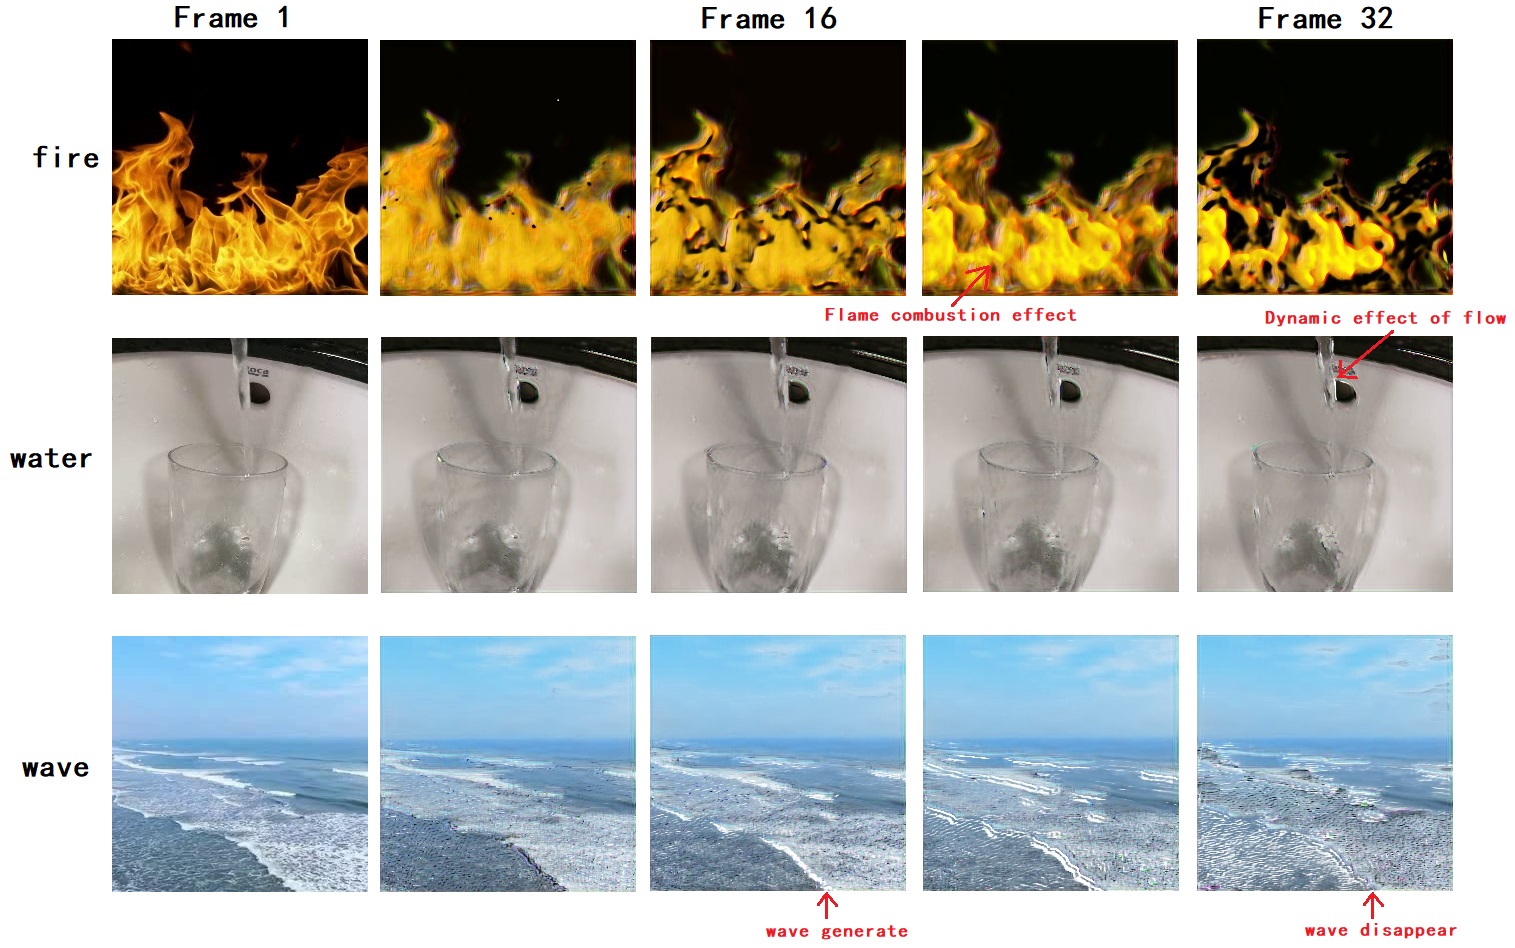 Frame 1
Frame 16
Frame 32
fire
Flame combustion effect
Dynamic effect of flow
water
wave
wave generate
wave disappear